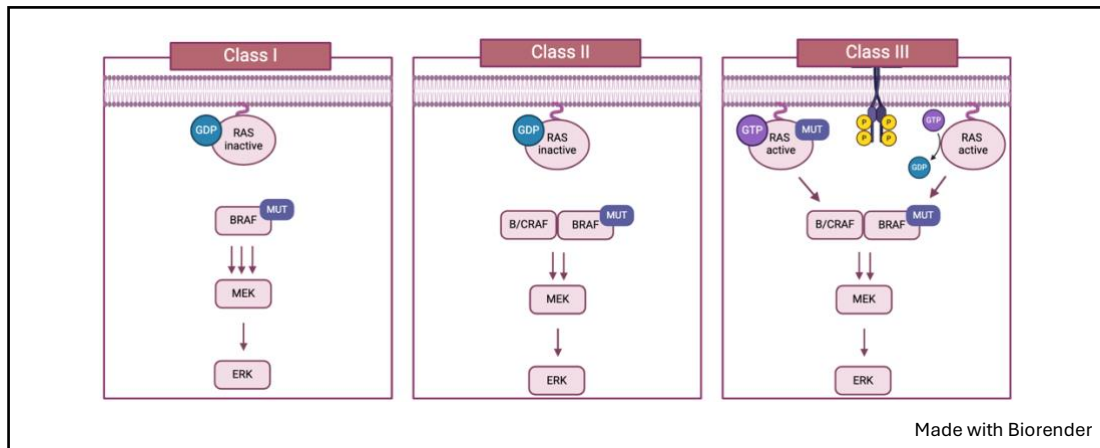 Class I
GDP
RAS
inactive
BRAF
MUT
MEK
ERK
Class II
GDP
RAS
inactive
B/CRAF
BRAF
MUT
MEK
ERK
Class III
GTP
RAS
active
MUT
P
P
P
P
GTP
GDP
RAS
active
B/CRAF
BRAF
MUT
MEK
ERK
Made with Biorender